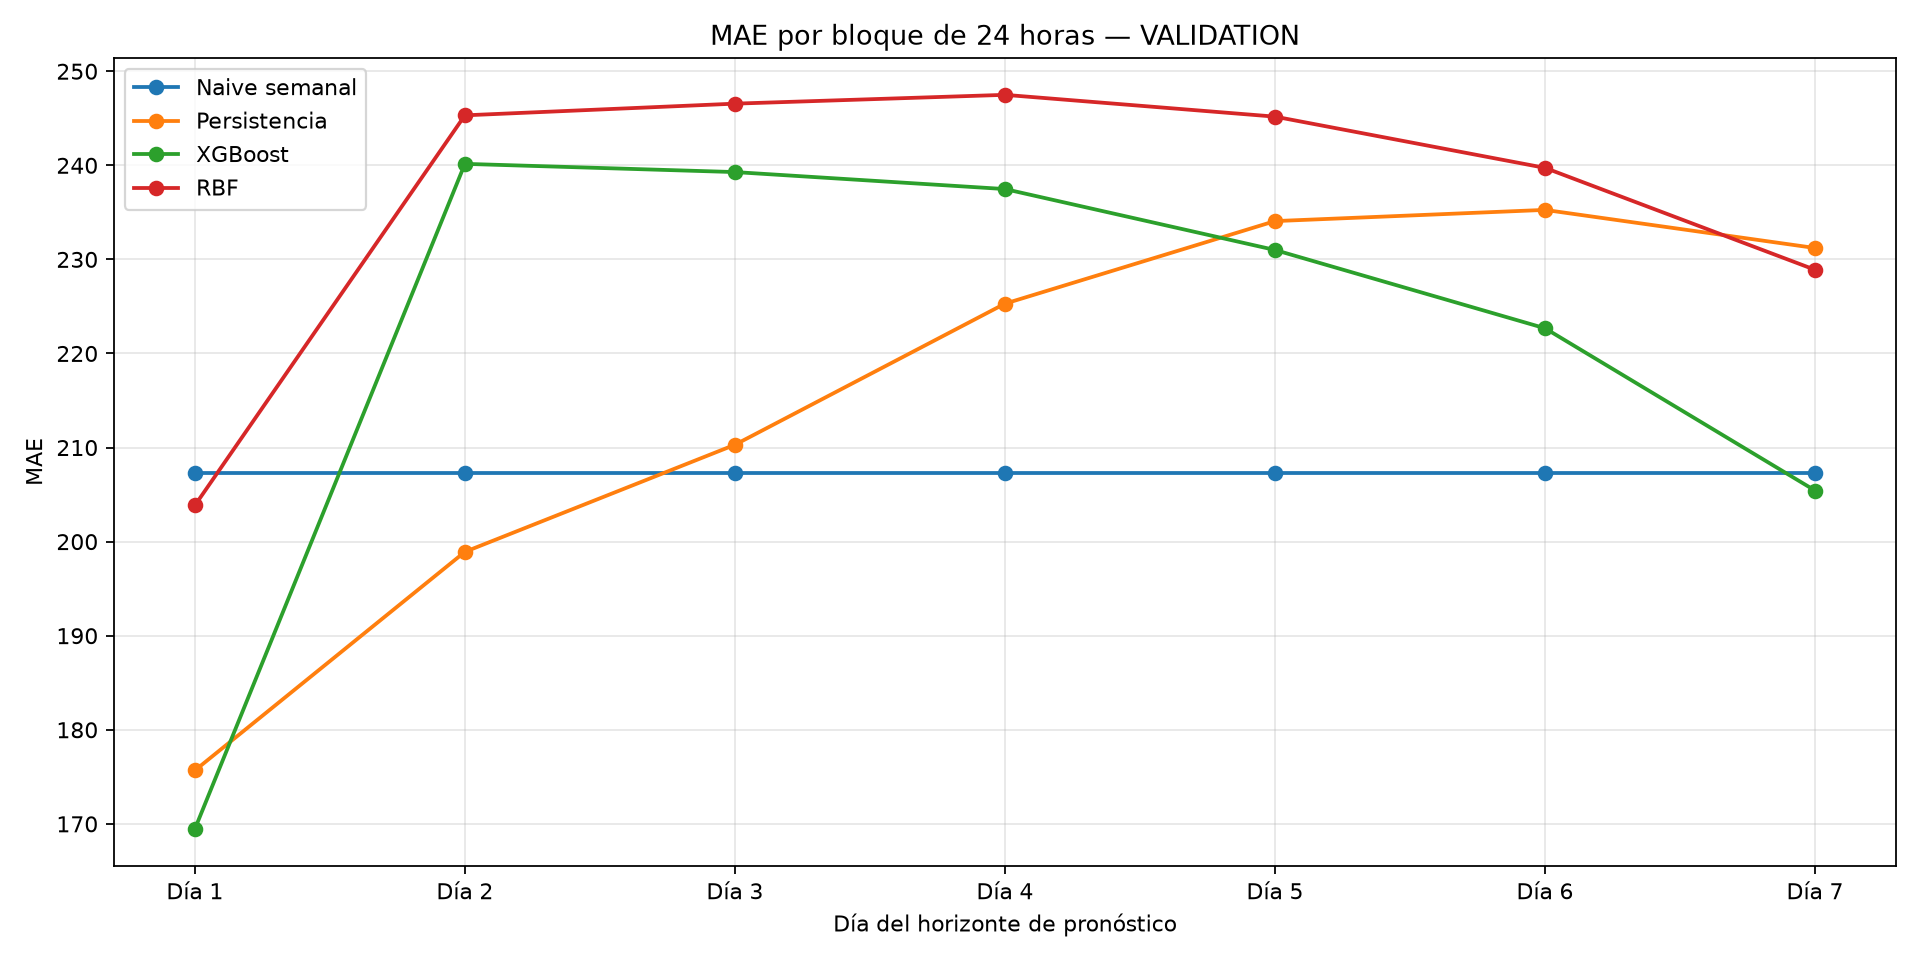 MAE por bloque de 24 horas — VALIDATION
Naive semanal
Persistencia
XGBoost
RBF
MAE
250
240
230
220
210
200
190
180
170
Día 1
Día 2
Día 3
Día 4
Día 5
Día 6
Día 7
Día del horizonte de pronóstico